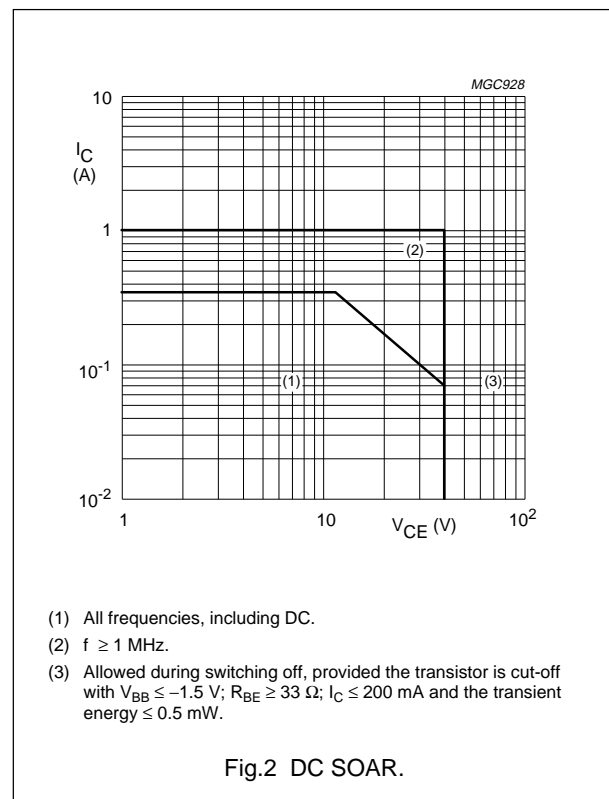 MGC928
10
I_C
(A)
1
(2)
10^-1
(1)
(3)
10^-2
1
10
V_CE (V)
10^2
(1) All frequencies, including DC.
(2) f ≥ 1 MHz.
(3) Allowed during switching off, provided the transistor is cut-off
with V_BB ≤ −1.5 V; R_BE ≥ 33 Ω; I_C ≤ 200 mA and the transient
energy ≤ 0.5 mW.
Fig.2 DC SOAR.